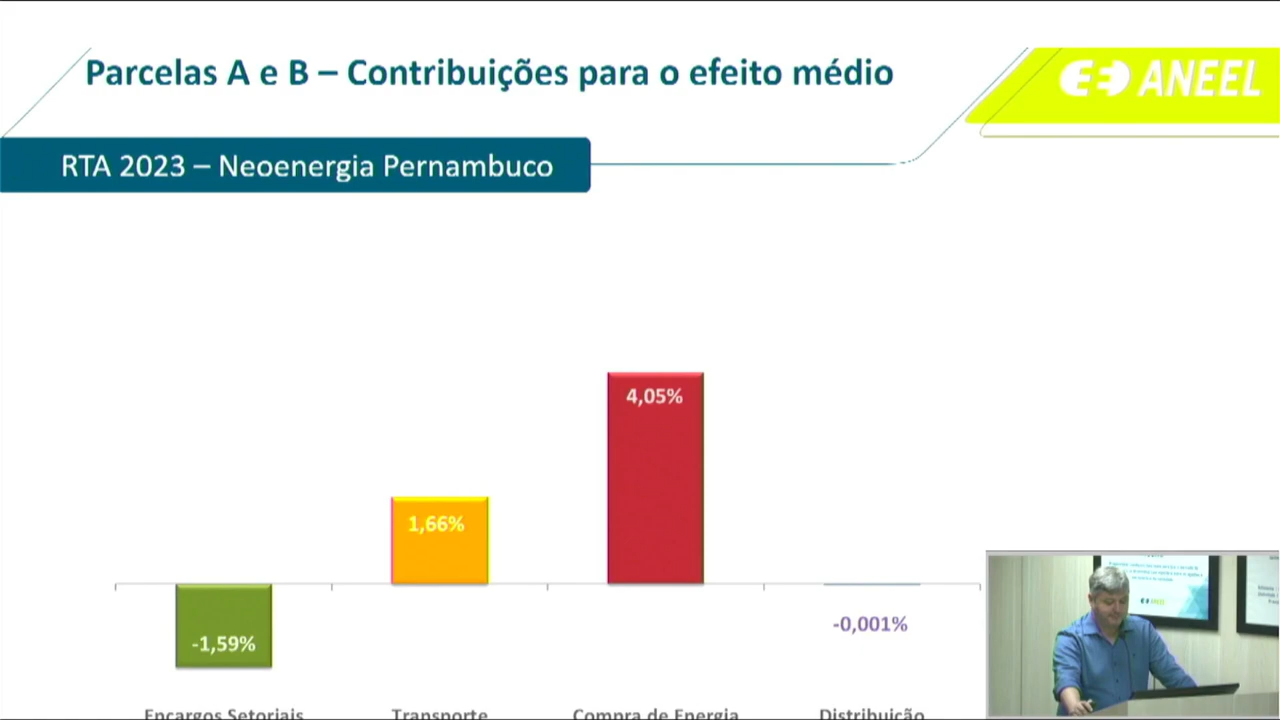 Parcelas A e B – Contribuições para o efeito médio
ANEEL
RTA 2023 – Neoenergia Pernambuco
4,05%
1,66%
-1,59%
-0,001%
Encargos Setoriais
Transporte
Compra de Energia
Distribuição
ANEEL